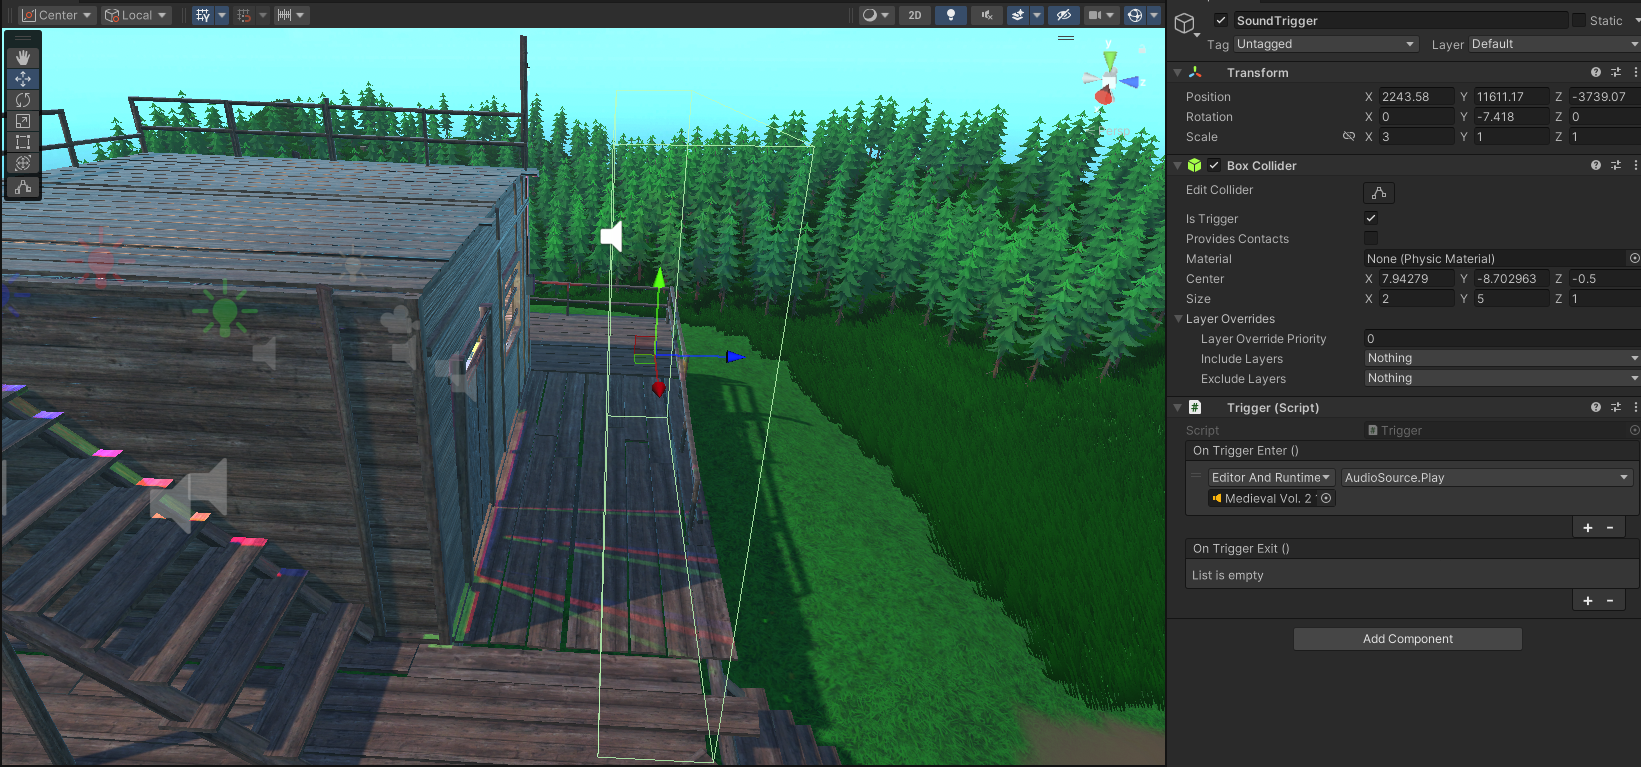 Center Local 2D
SoundTrigger Static
Tag Untagged Layer Default
Transform
Position X 2243.58 Y 11611.17 Z -3739.07
Rotation X 0 Y -7.418 Z 0
Scale X 3 Y 1 Z 1
Box Collider
Edit Collider
Is Trigger
Provides Contacts
Material None (Physic Material)
Center X 7.94279 Y -8.702963 Z -0.5
Size X 2 Y 5 Z 1
Layer Overrides
Layer Override Priority 0
Include Layers Nothing
Exclude Layers Nothing
Trigger (Script)
Script Trigger
On Trigger Enter ()
Editor And Runtime AudioSource.Play
Medieval Vol. 2
+ -
On Trigger Exit ()
List is empty
+ -
Add Component
y
Persp